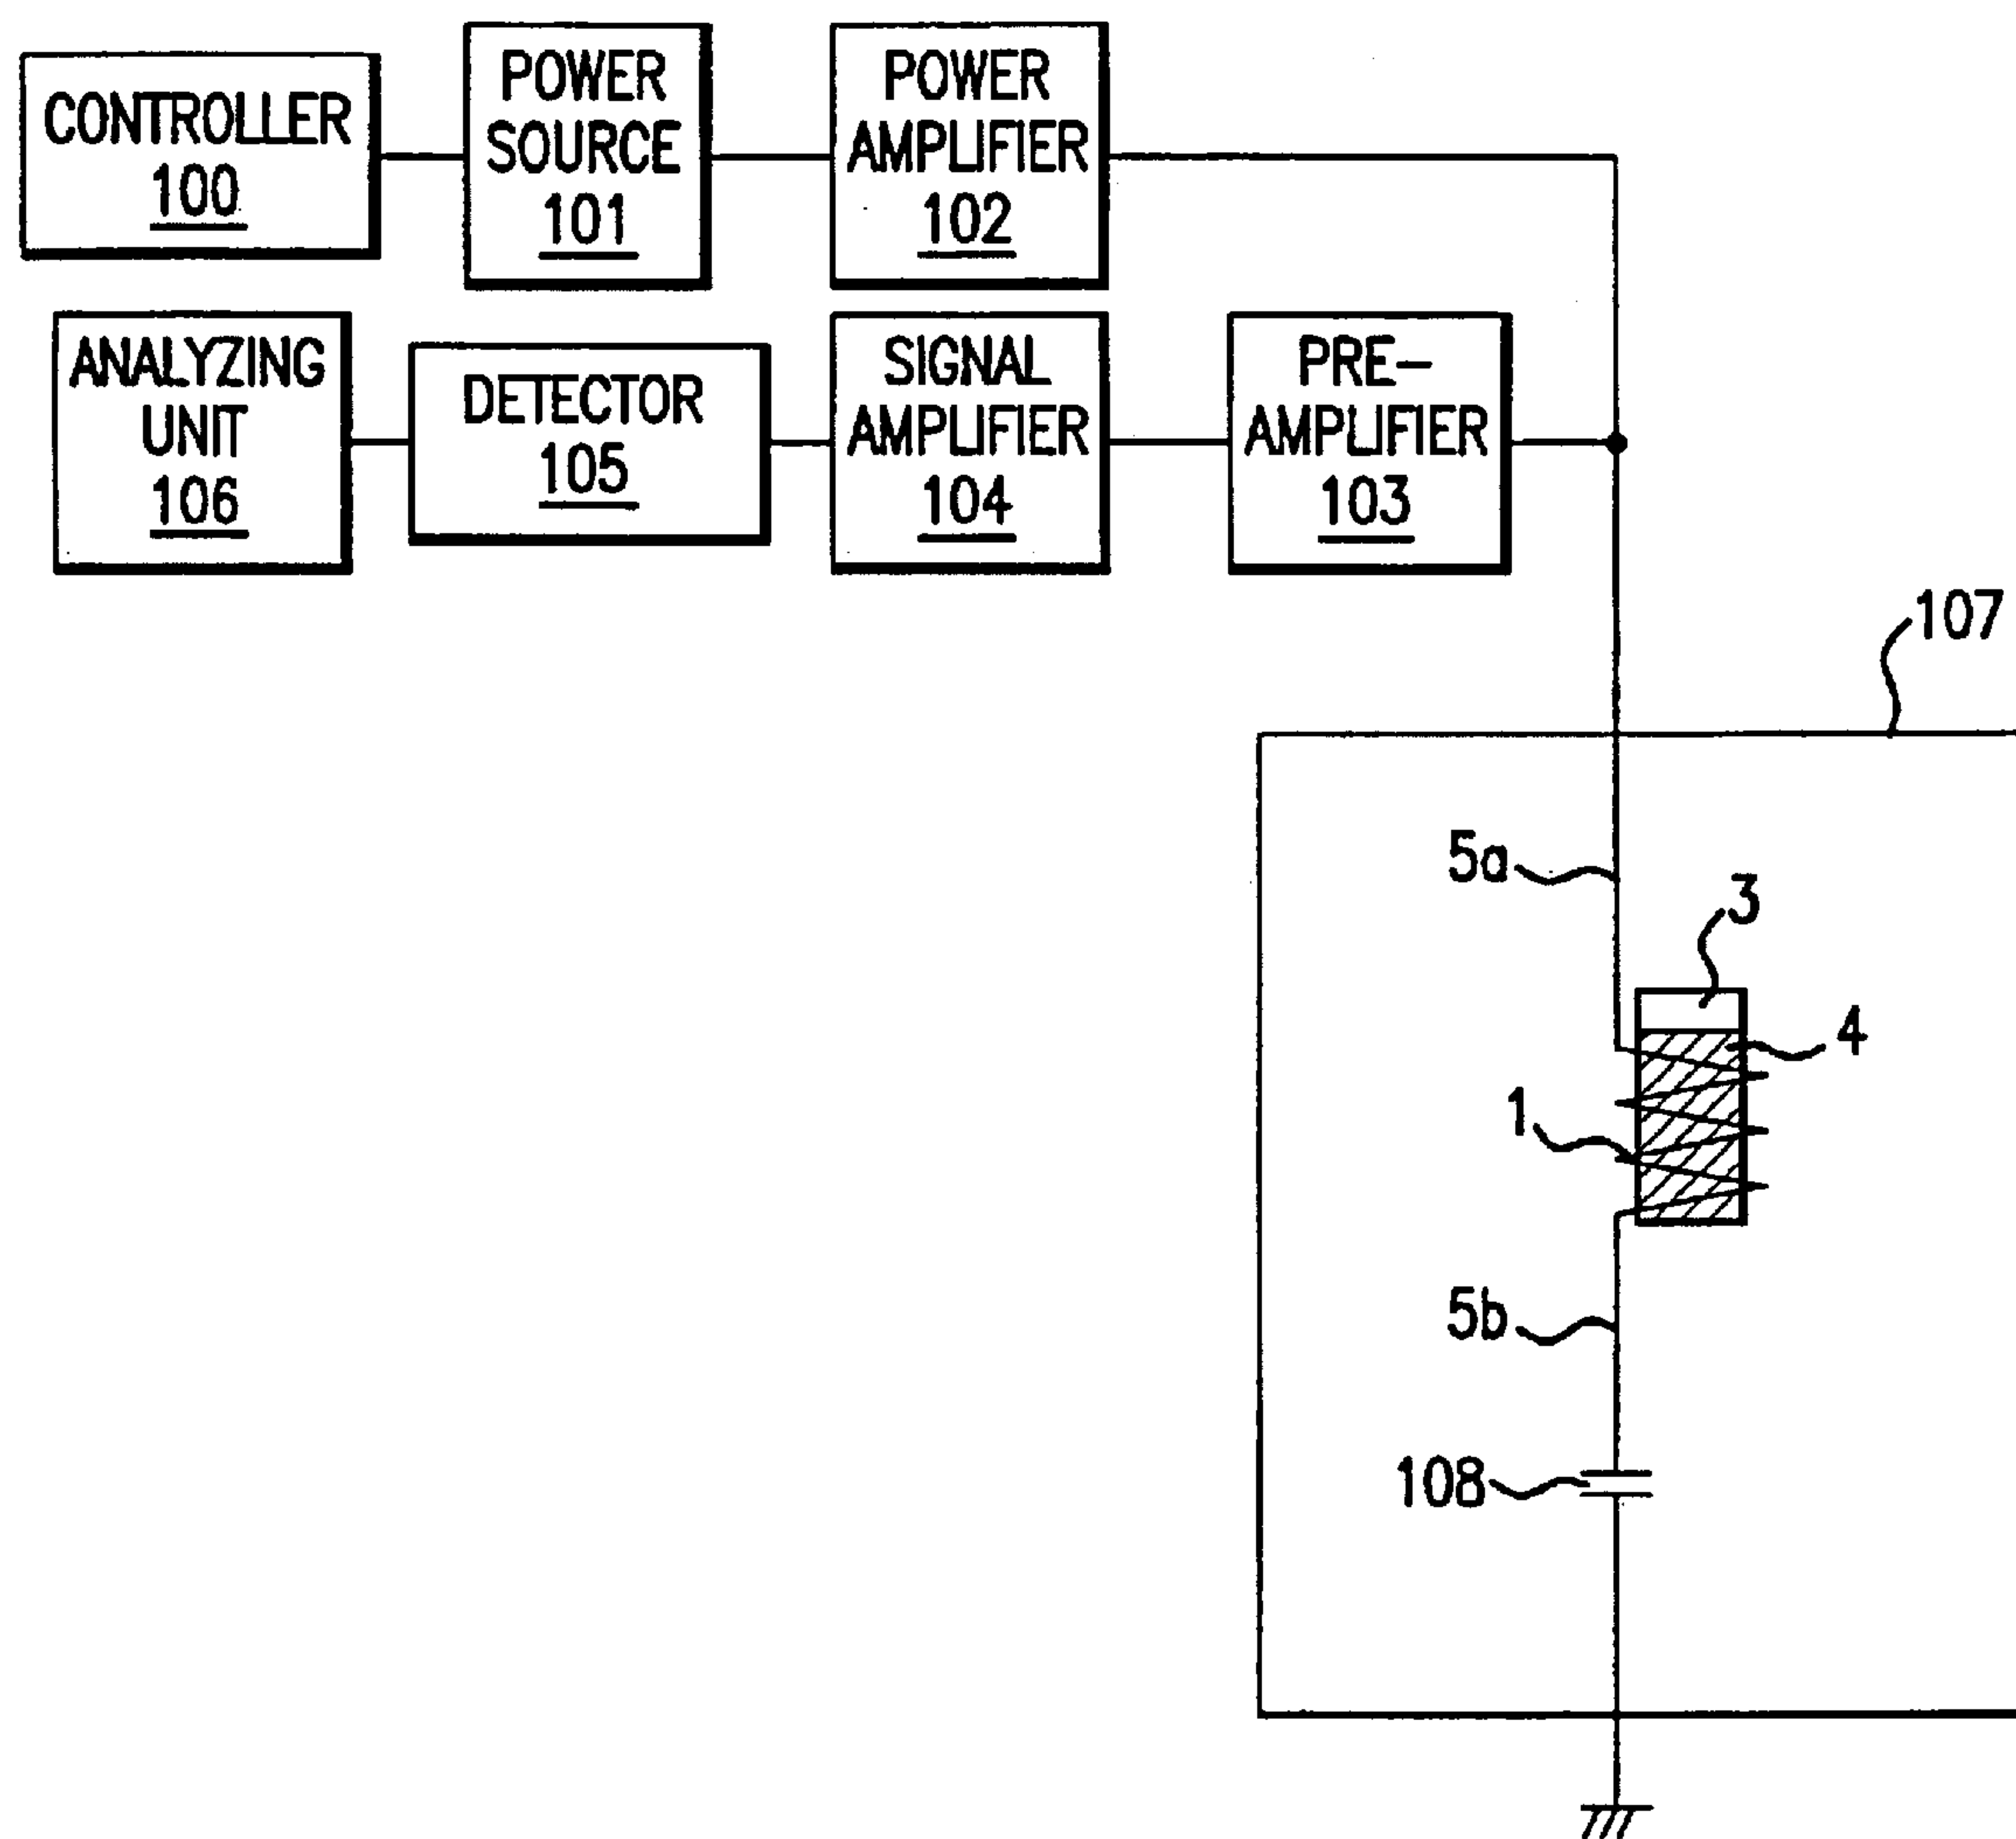 CONTROLLER
100
POWER
SOURCE
101
POWER
AMPLIFIER
102
ANALYZING
UNIT
106
DETECTOR
105
SIGNAL
AMPLIFIER
104
PRE-
AMPLIFIER
103
107
5a
3
4
1
5b
108